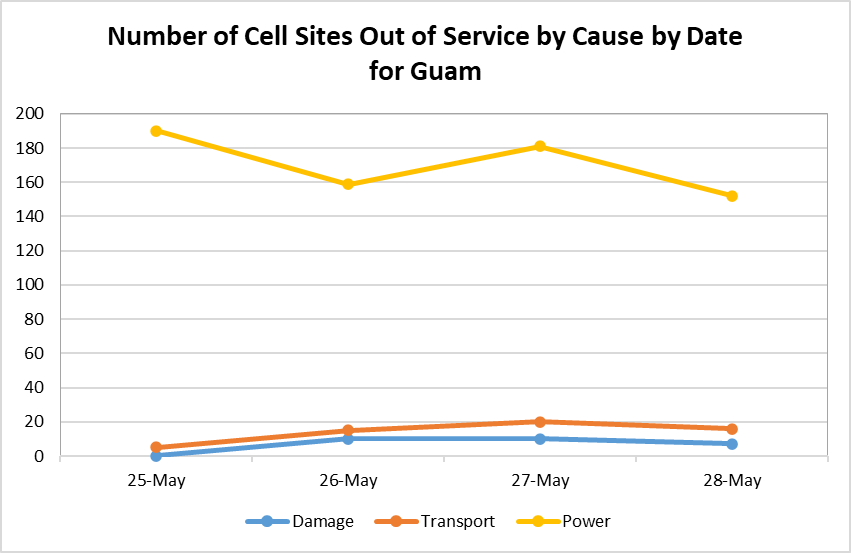 Number of Cell Sites Out of Service by Cause by Date
for Guam
200
180
160
140
120
100
80
60
40
20
0
25-May 26-May 27-May 28-May
Damage Transport Power